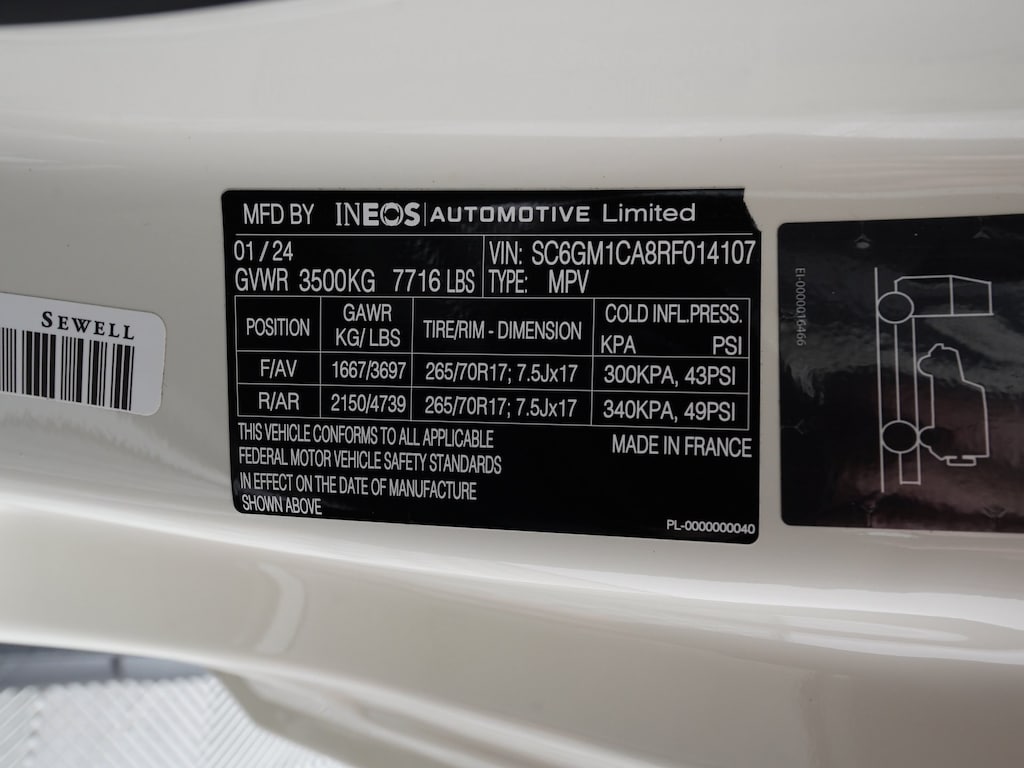 SEWELL
MFD BY INEOS | AUTOMOTIVE Limited
01/24
GVWR 3500KG 7716 LBS
VIN: SC6GM1CA8RF014107
TYPE: MPV
POSITION GAWR KG/LBS TIRE/RIM - DIMENSION COLD INFL.PRESS. KPA PSI
F/AV 1667/3697 265/70R17; 7.5Jx17 300KPA, 43PSI
R/AR 2150/4739 265/70R17; 7.5Jx17 340KPA, 49PSI
THIS VEHICLE CONFORMS TO ALL APPLICABLE
FEDERAL MOTOR VEHICLE SAFETY STANDARDS
IN EFFECT ON THE DATE OF MANUFACTURE
SHOWN ABOVE
MADE IN FRANCE
PL-0000000040
EI-0000016466